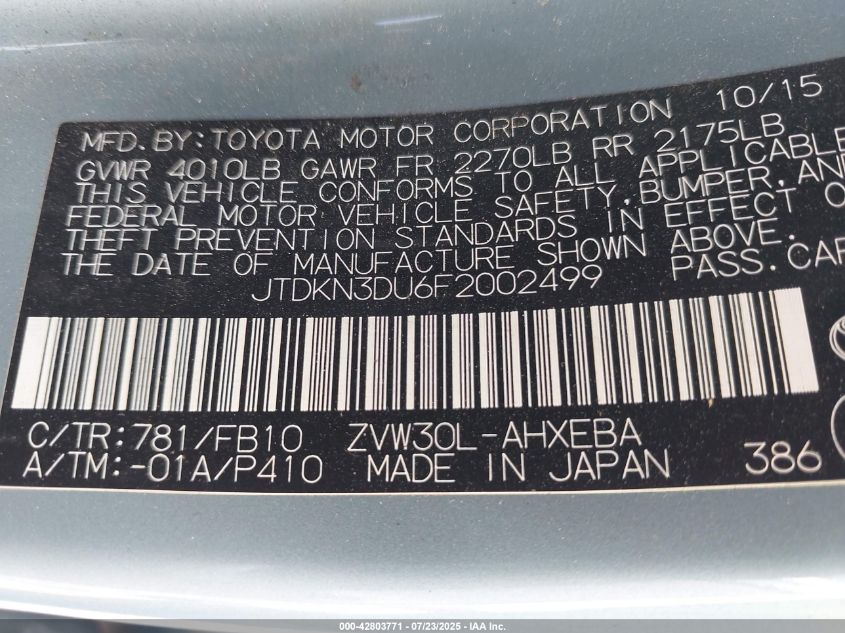 MFD. BY: TOYOTA MOTOR CORPORATION 10/15
GVWR 4010LB GAWR FR 2270LB RR 2175LB
THIS VEHICLE CONFORMS TO ALL APPLICABLE
FEDERAL MOTOR VEHICLE SAFETY, BUMPER, AND
THEFT PREVENTION STANDARDS IN EFFECT O
THE DATE OF MANUFACTURE SHOWN ABOVE.
JTDKN3DU6F2002499 PASS. CAR
C/TR: 781/FB10 ZVW30L-AHXEBA
A/TM: -01A/P410 MADE IN JAPAN 386
000-42803771 - 07/23/2025 - IAA Inc.